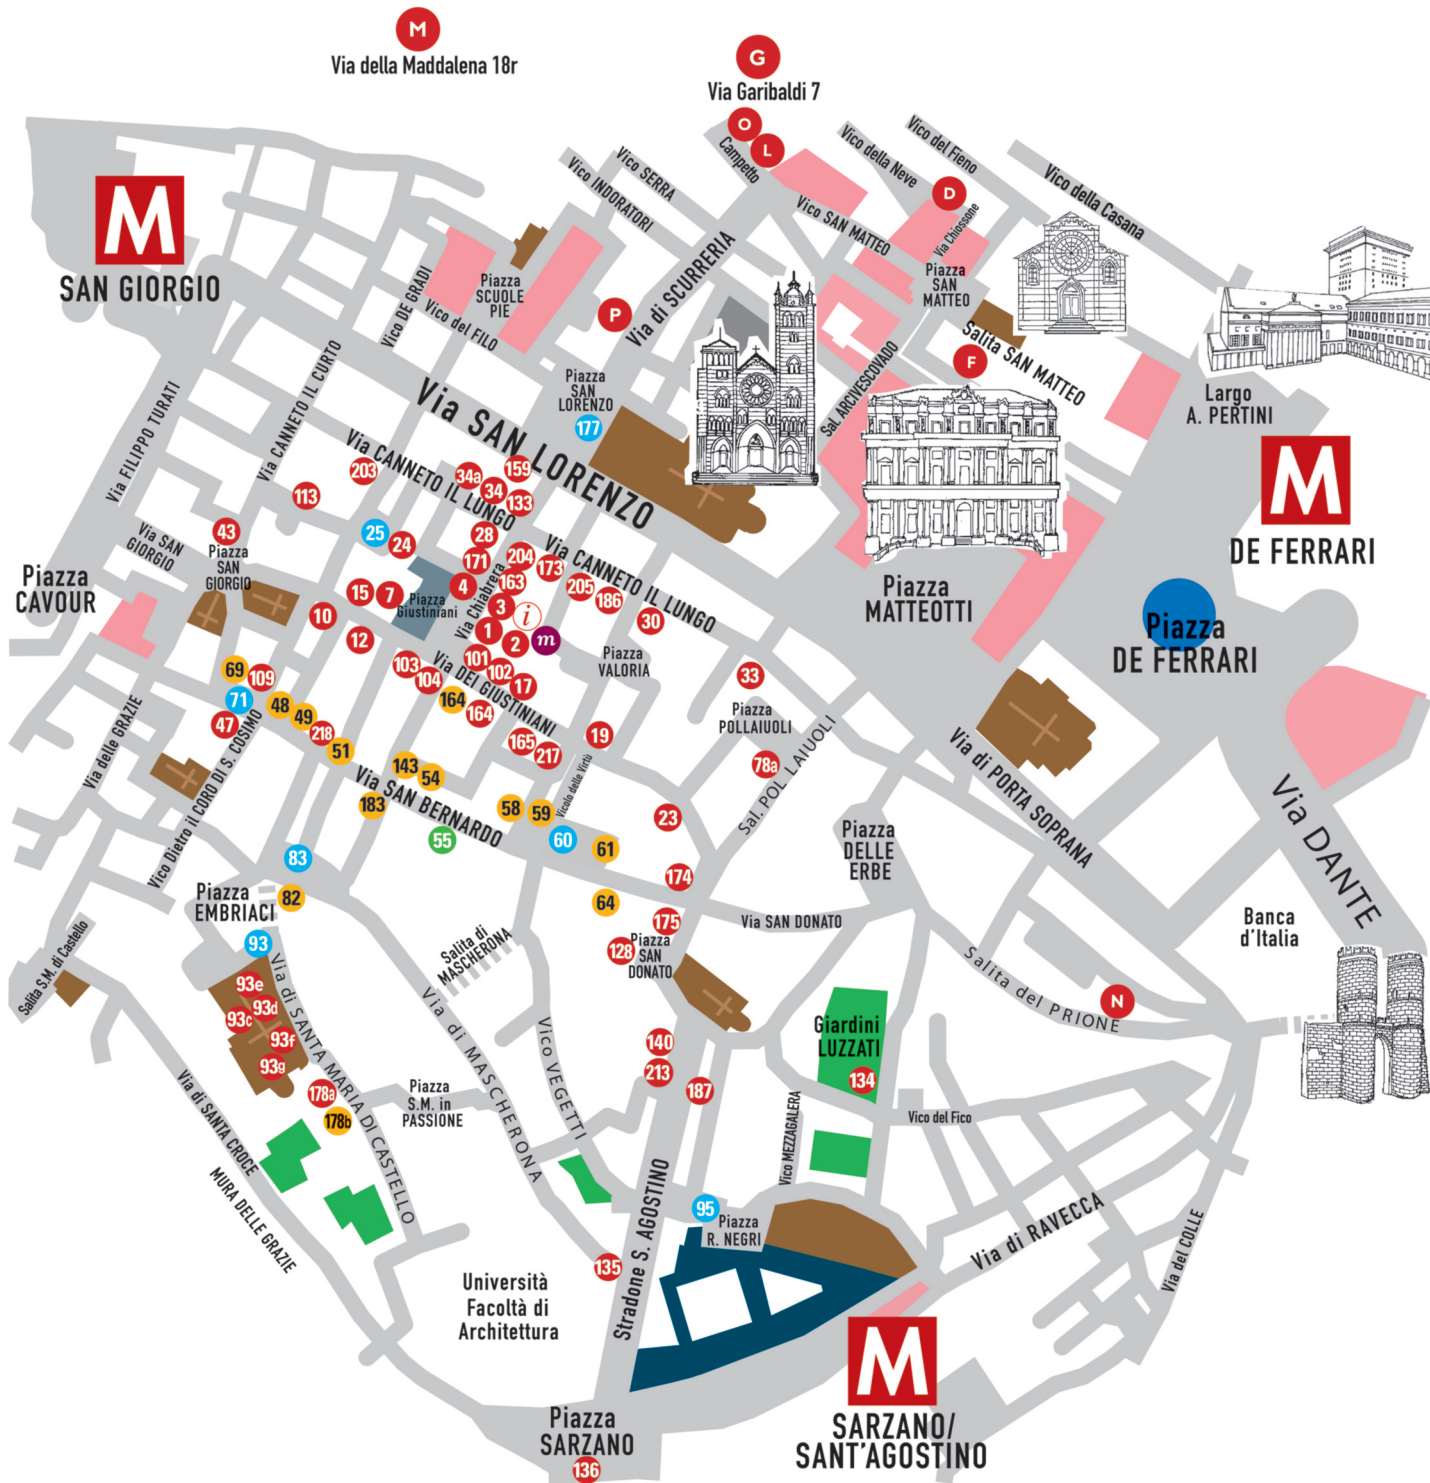 M
Via della Maddalena 18r
G
Via Garibaldi 7
O
L
Campetto
Vico della Neve
Vico del Fieno
Vico della Casana
D
Via Chiossone
Vico SERRA
Vico INDORATORI
Vico SAN MATTEO
M
SAN GIORGIO
Piazza
SCUOLE
PIE
Vico DE GRADI
Vico del FILO
P
Via di SCURRERIA
Piazza
SAN
MATTEO
Salita SAN MATTEO
F
Sal. ARCIVESCOVADO
Largo
A. PERTINI
Piazza
SAN
LORENZO
177
Via SAN LORENZO
Via FILIPPO TURATI
Via CANNETO IL CURTO
Via CANNETO IL LUNGO
203
113
34a
34
159
133
M
DE FERRARI
43
Via SAN
GIORGIO
Piazza
SAN
GIORGIO
25
24
28
171
204
173
Via CANNETO IL LUNGO
Piazza
CAVOUR
15
7
4
163
205
186
Piazza
Giustiniani
Via Chiabrera
3
i
30
Piazza
MATTEOTTI
Piazza
DE FERRARI
10
12
1
2
m
69
109
71
47
48
49
218
51
103
104
101
102
17
Via DEI GIUSTINIANI
164
164
165
217
19
Piazza
VALORIA
33
Piazza
POLLAIUOLI
78a
Sal. POLLAIUOLI
Via di PORTA SOPRANA
Via DANTE
Via delle GRAZIE
Vico Dietro il CORO DI S. COSIMO
143
54
183
Via SAN BERNARDO
55
58
59
60
61
Vicolo delle Virtù
23
64
174
175
Piazza
DELLE
ERBE
83
82
Piazza
EMBRIACI
93
Via SAN DONATO
Banca
d'Italia
128
Piazza
SAN
DONATO
Salita di
MASCHERONA
Salita S.M. di Castello
93e
93d
93c
93f
93g
Via di SANTA MARIA DI CASTELLO
Via di MASCHERONA
Vico VEGETTI
Salita del PRIONE
N
Giardini
LUZZATI
134
140
213
187
178a
178b
Piazza
S.M. in
PASSIONE
Via di SANTA CROCE
MURA DELLE GRAZIE
Vico MEZZAGALERA
Vico del Fico
95
Piazza
R. NEGRI
Via di RAVECCA
Via del COLLE
135
Stradone S. AGOSTINO
Università
Facoltà di
Architettura
M
SARZANO/
SANT'AGOSTINO
Piazza
SARZANO
136